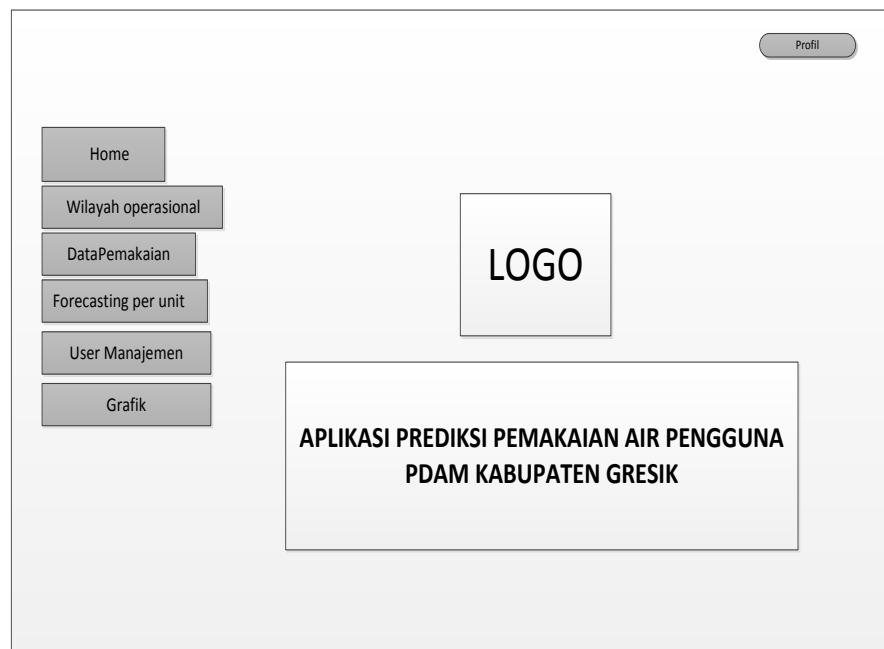 Profil
Home
Wilayah operasional
DataPemakaian
Forecasting per unit
User Manajemen
Grafik
LOGO
APLIKASI PREDIKSI PEMAKAIAN AIR PENGGUNA
PDAM KABUPATEN GRESIK